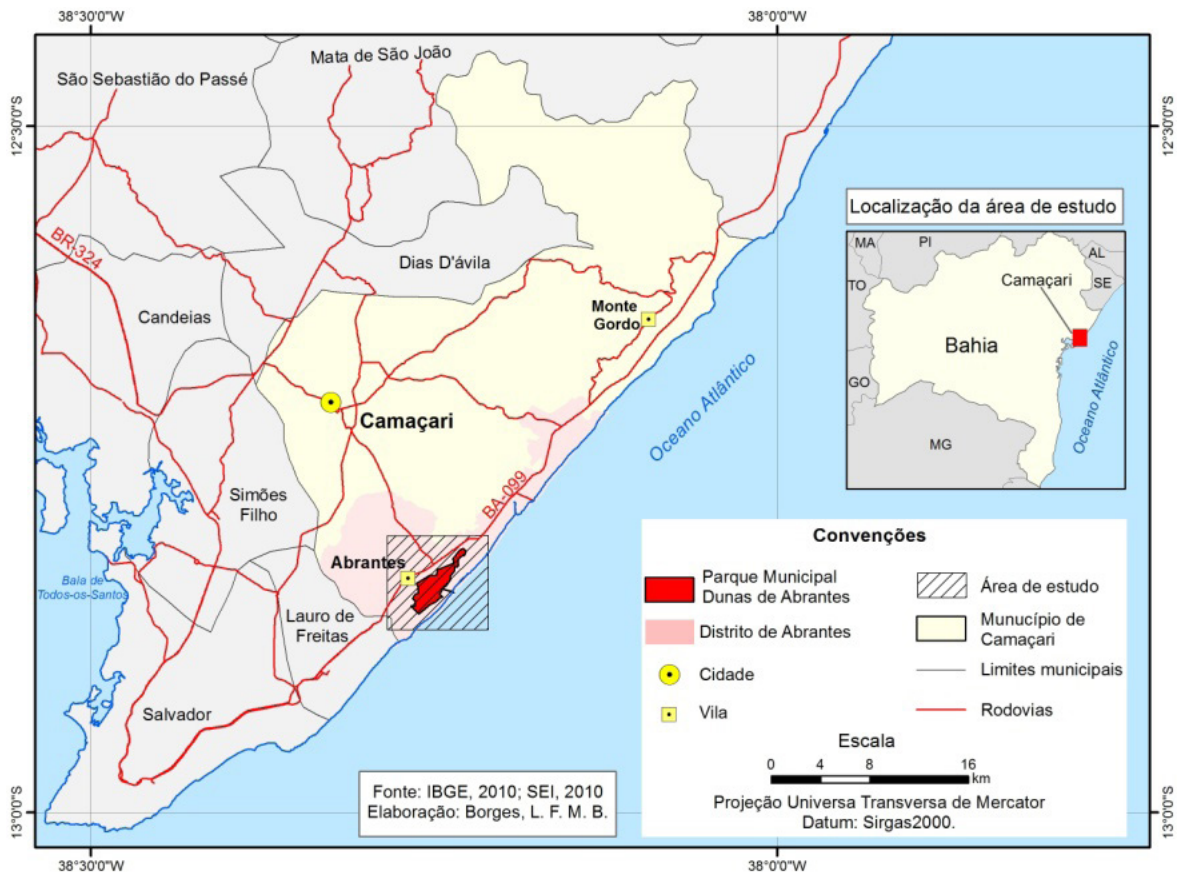 38°30'0"W
38°0'0"W
12°30'0"S
12°30'0"S
Mata de São João
São Sebastião do Passé
BR-324
Dias D'ávila
Candeias
Monte
Gordo
Camaçari
Oceano Atlântico
Simões
Filho
BA-099
Abrantes
Baia de
Todos-os-Santos
Lauro de
Freitas
Salvador
Localização da área de estudo
MA
PI
AL
SE
TO
Camaçari
Bahia
GO
MG
Oceano Atlântico
Convenções
Parque Municipal
Dunas de Abrantes
Área de estudo
Distrito de Abrantes
Munucípio de
Camaçari
Cidade
Limites municipais
Vila
Rodovias
Escala
0 4 8 16
km
Projeção Universa Transversa de Mercator
Datum: Sirgas2000.
Fonte: IBGE, 2010; SEI, 2010
Elaboração: Borges, L. F. M. B.
13°0'0"S
13°0'0"S
38°30'0"W
38°0'0"W